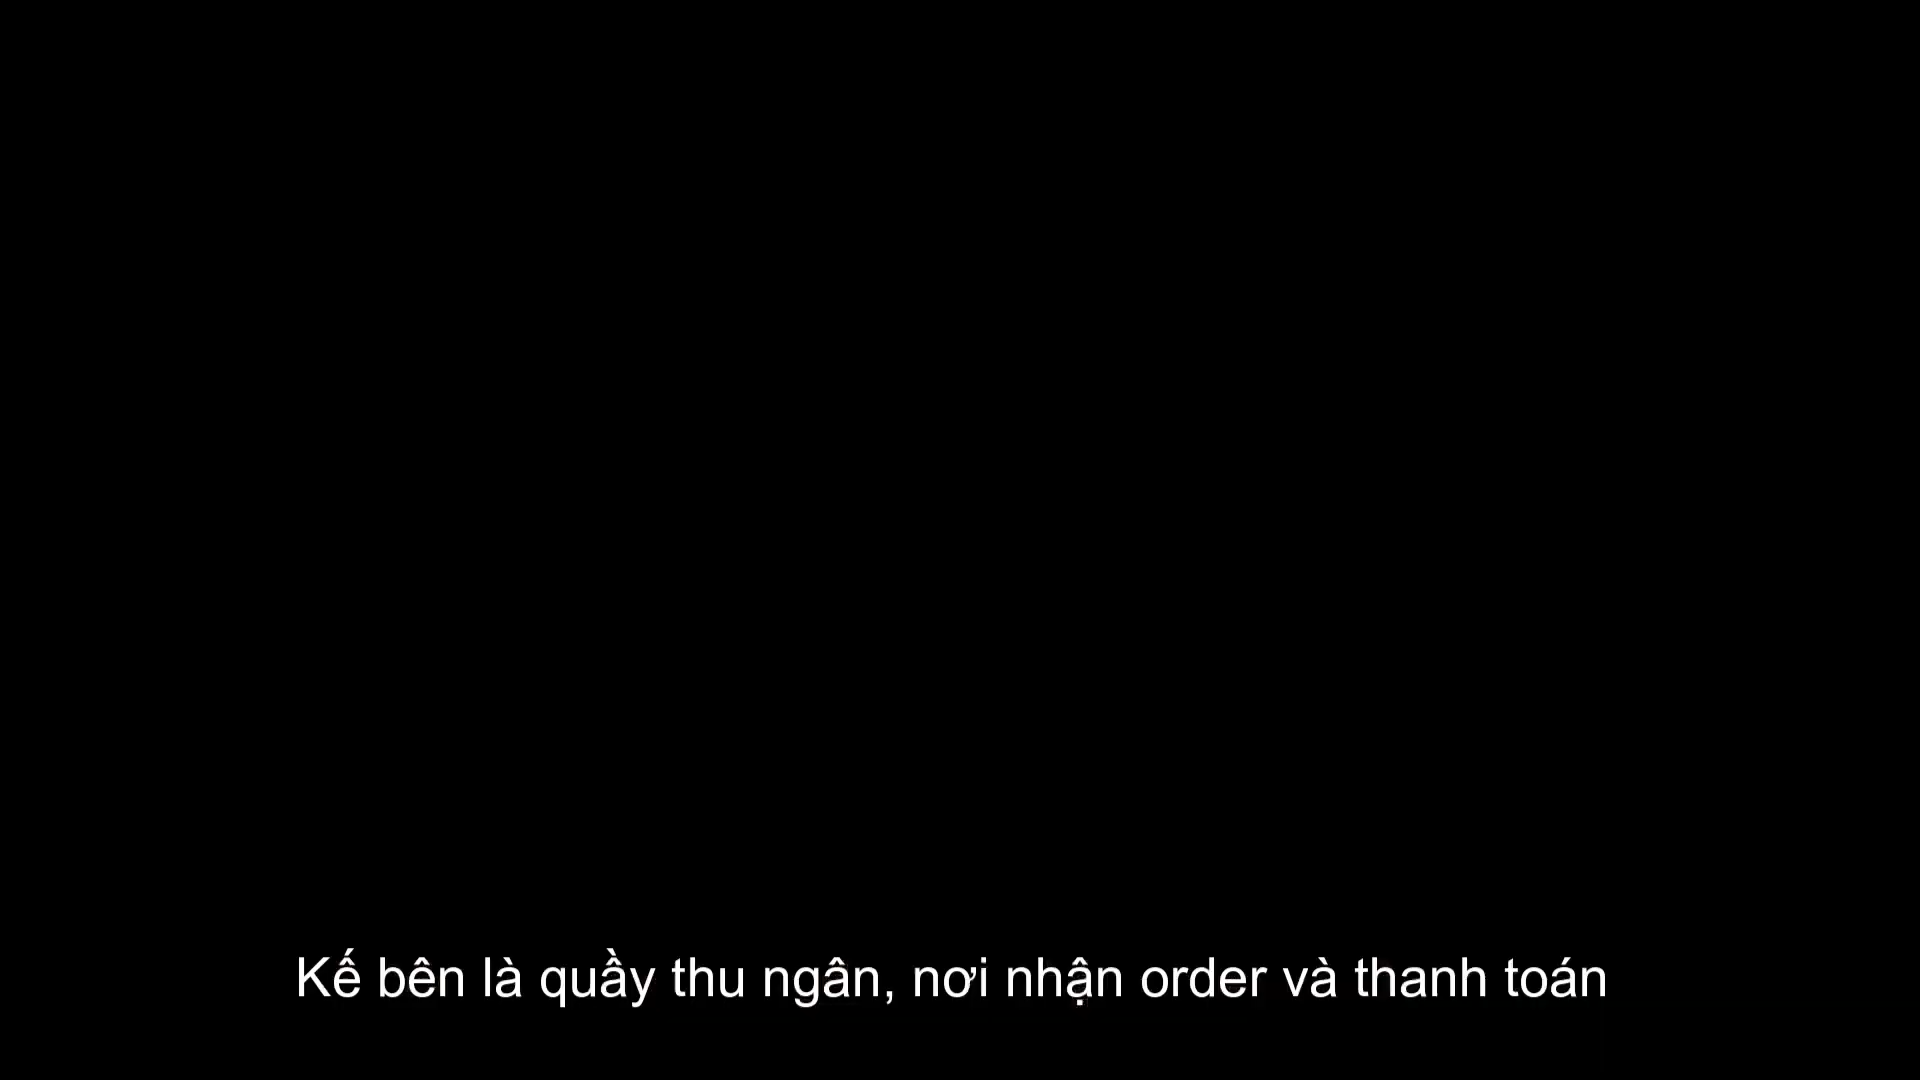 Kế bên là quầy thu ngân, nơi nhận order và thanh toán